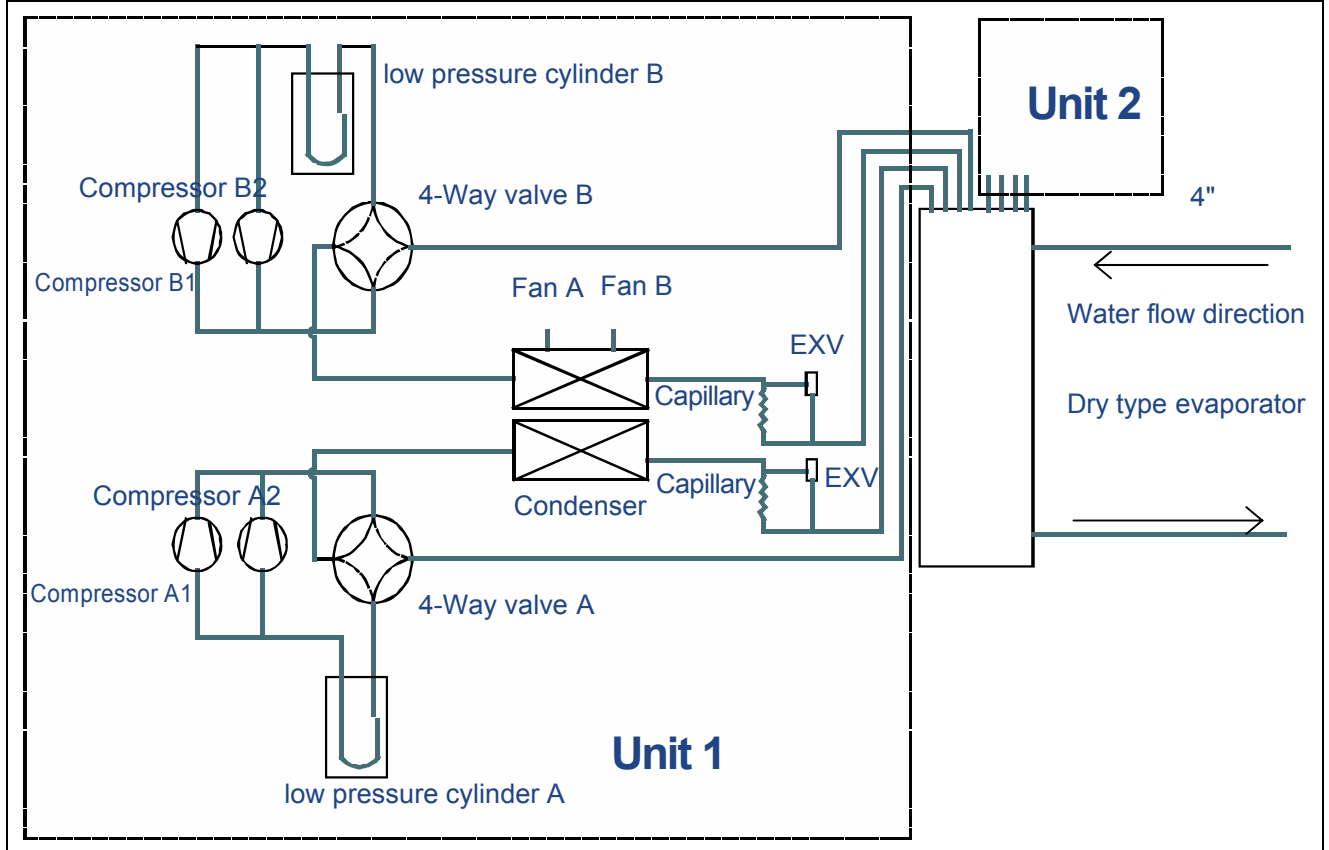 low pressure cylinder B
Unit 2
Compressor B2
4-Way valve B
4"
Compressor B1
Fan A
Fan B
Water flow direction
EXV
Capillary
Dry type evaporator
EXV
Capillary
Compressor A2
Condenser
Compressor A1
4-Way valve A
Unit 1
low pressure cylinder A